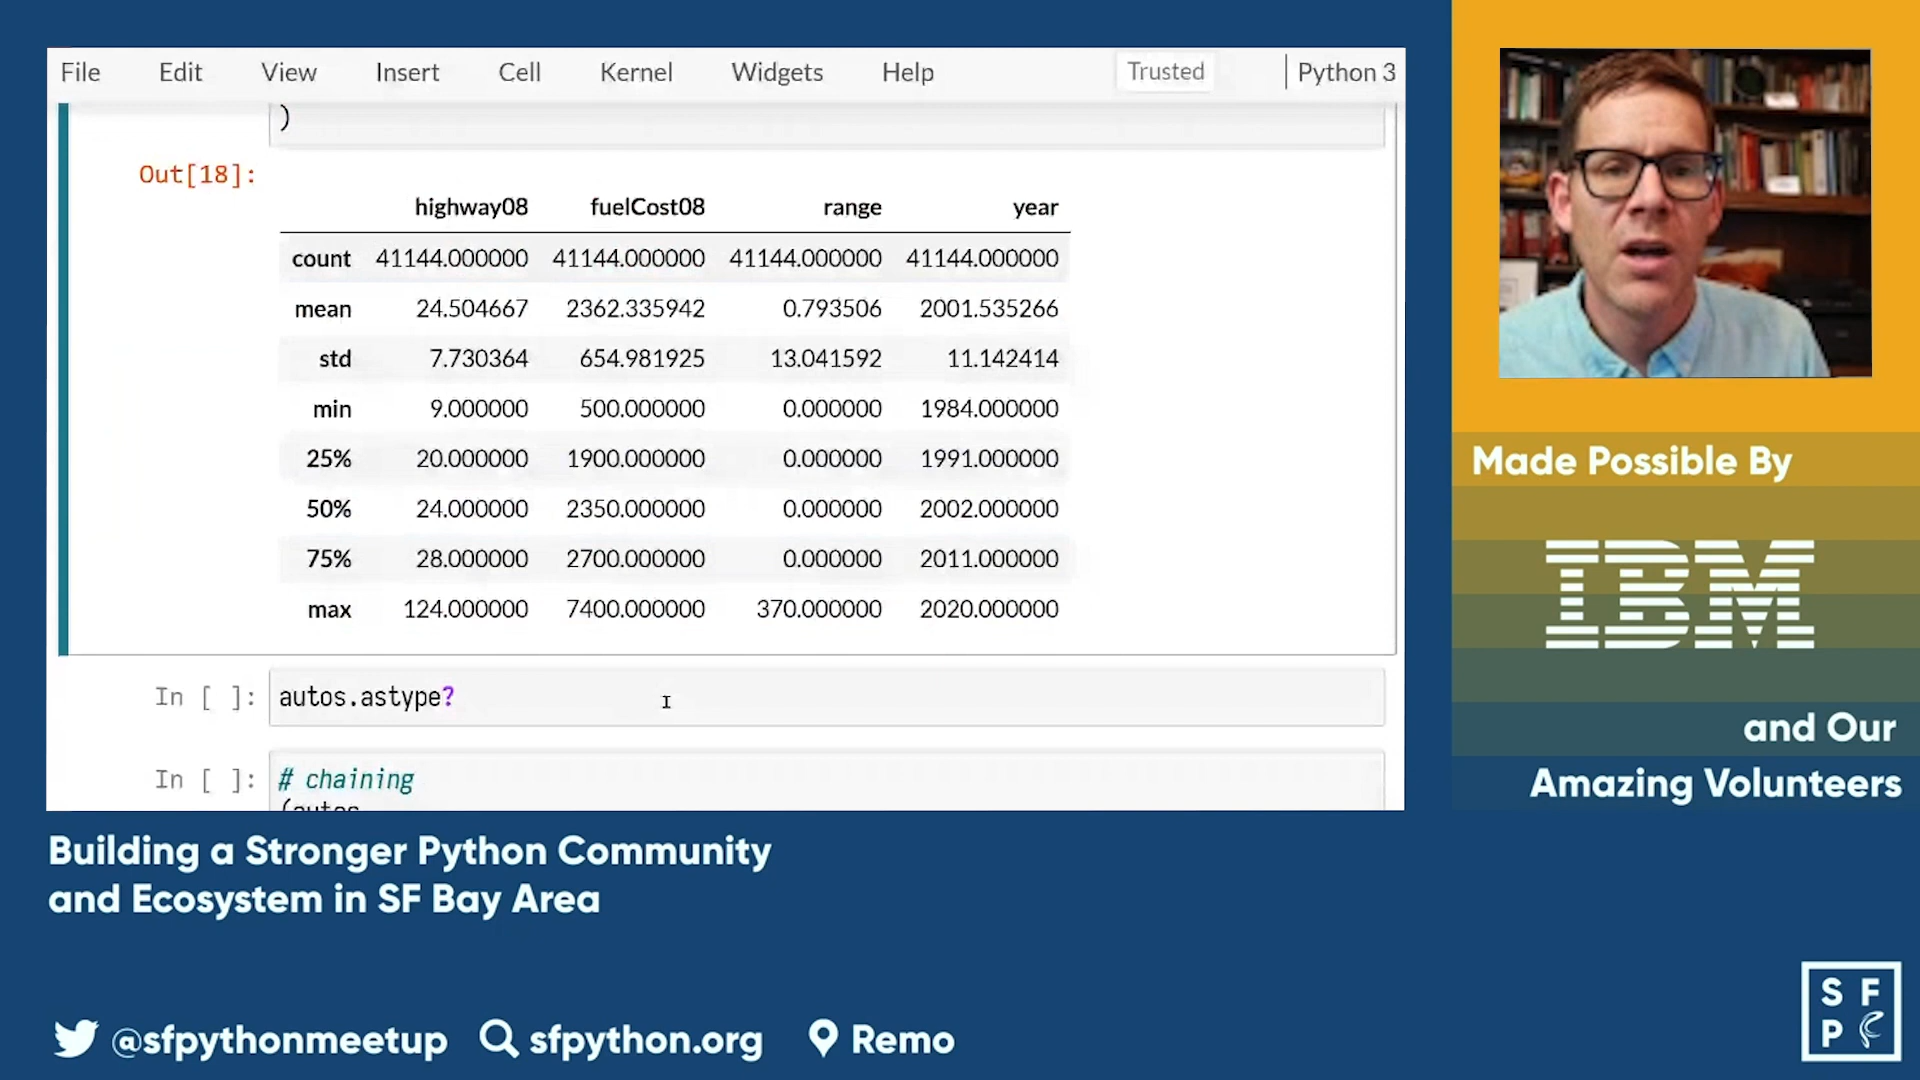 File Edit View Insert Cell Kernel Widgets Help Trusted Python 3
)
Out[18]:
highway08 fuelCost08 range year
count 41144.000000 41144.000000 41144.000000 41144.000000
mean 24.504667 2362.335942 0.793506 2001.535266
std 7.730364 654.981925 13.041592 11.142414
min 9.000000 500.000000 0.000000 1984.000000
25% 20.000000 1900.000000 0.000000 1991.000000
50% 24.000000 2350.000000 0.000000 2002.000000
75% 28.000000 2700.000000 0.000000 2011.000000
max 124.000000 7400.000000 370.000000 2020.000000
In [ ]: autos.astype?
In [ ]: # chaining
(autos
Made Possible By
IBM
and Our
Amazing Volunteers
Building a Stronger Python Community
and Ecosystem in SF Bay Area
@sfpythonmeetup sfpython.org Remo
S F
P